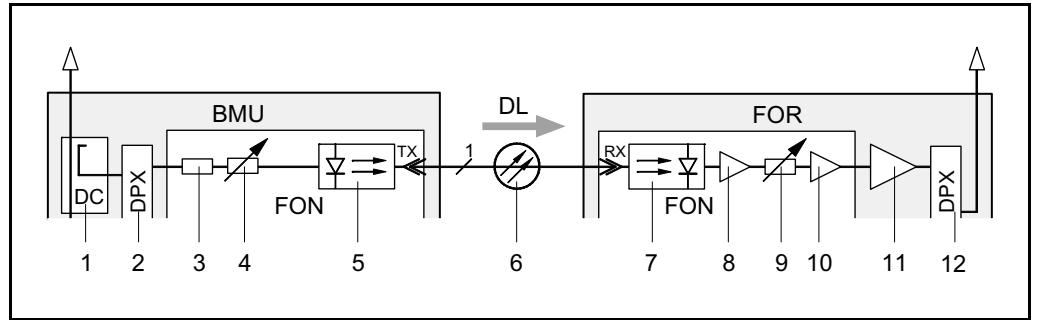 BMU
DL
FOR
TX
1
RX
DC
DPX
FON
FON
DPX
1 2 3 4 5 6 7 8 9 10 11 12